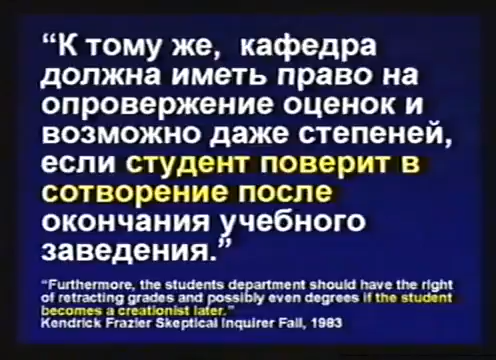 “К тому же, кафедра
должна иметь право на
опровержение оценок и
возможно даже степеней,
если студент поверит в
сотворение после
окончания учебного
заведения.”
“Furthermore, the students department should have the right
of retracting grades and possibly even degrees if the student
becomes a creationist later.”
Kendrick Frazier Skeptical Inquirer Fall, 1983